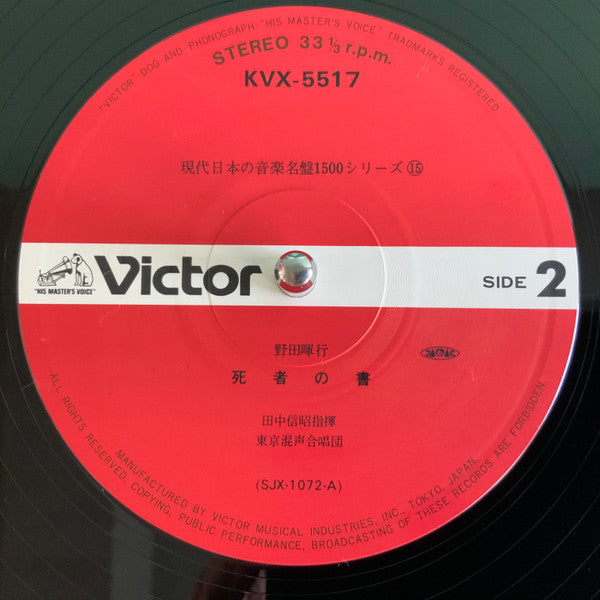 "VICTOR" DOG AND PHONOGRAPH "HIS MASTER'S VOICE" TRADEMARKS REGISTERED
STEREO 33 1/3 r.p.m.
KVX-5517
現代日本の音楽名盤1500シリーズ⑮
"HIS MASTER'S VOICE"
Victor
SIDE 2
野田暉行
JASRAC
死者の書
田中信昭指揮
東京混声合唱団
(SJX-1072-A)
MANUFACTURED BY VICTOR MUSICAL INDUSTRIES, INC., TOKYO, JAPAN.
ALL RIGHTS RESERVED. COPYING, PUBLIC PERFORMANCE, BROADCASTING OF THESE RECORDS ARE FORBIDDEN.